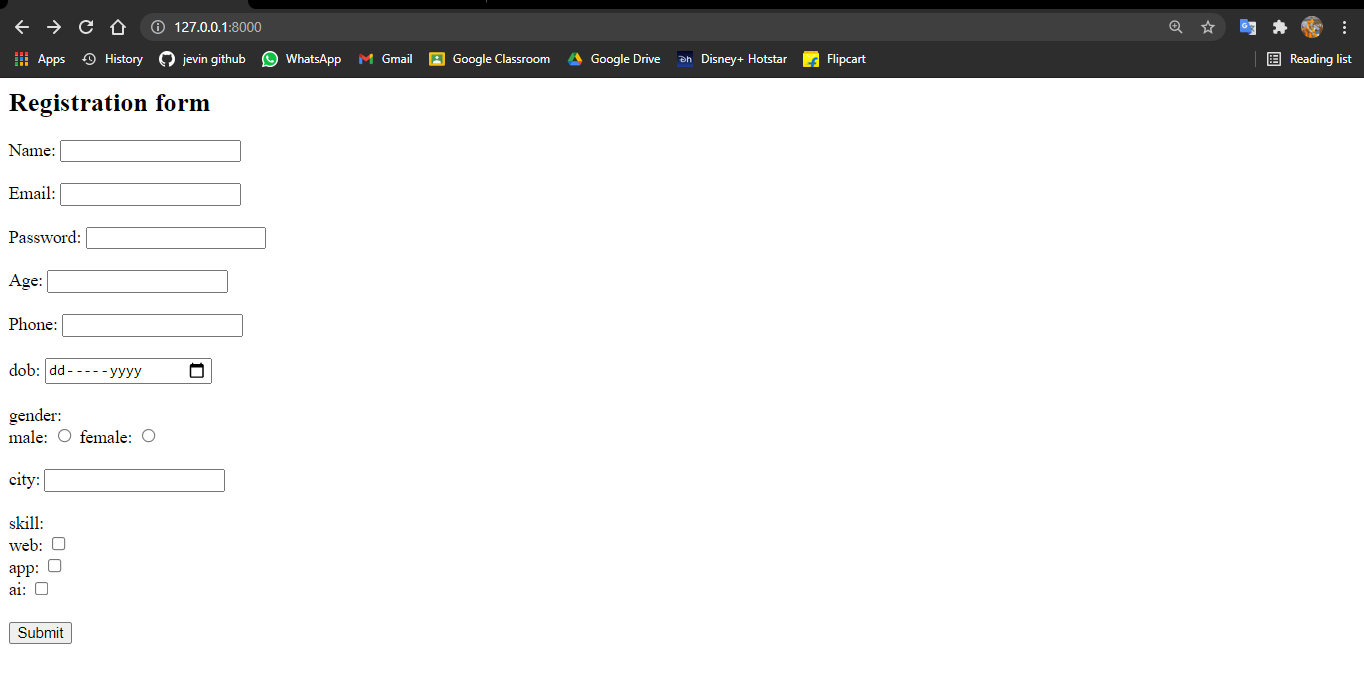 127.0.0.1:8000
Apps History jevin github WhatsApp Gmail Google Classroom Google Drive Disney+ Hotstar Flipcart Reading list
Registration form
Name:
Email:
Password:
Age:
Phone:
dob: dd-----yyyy
gender:
male: female:
city:
skill:
web:
app:
ai:
Submit